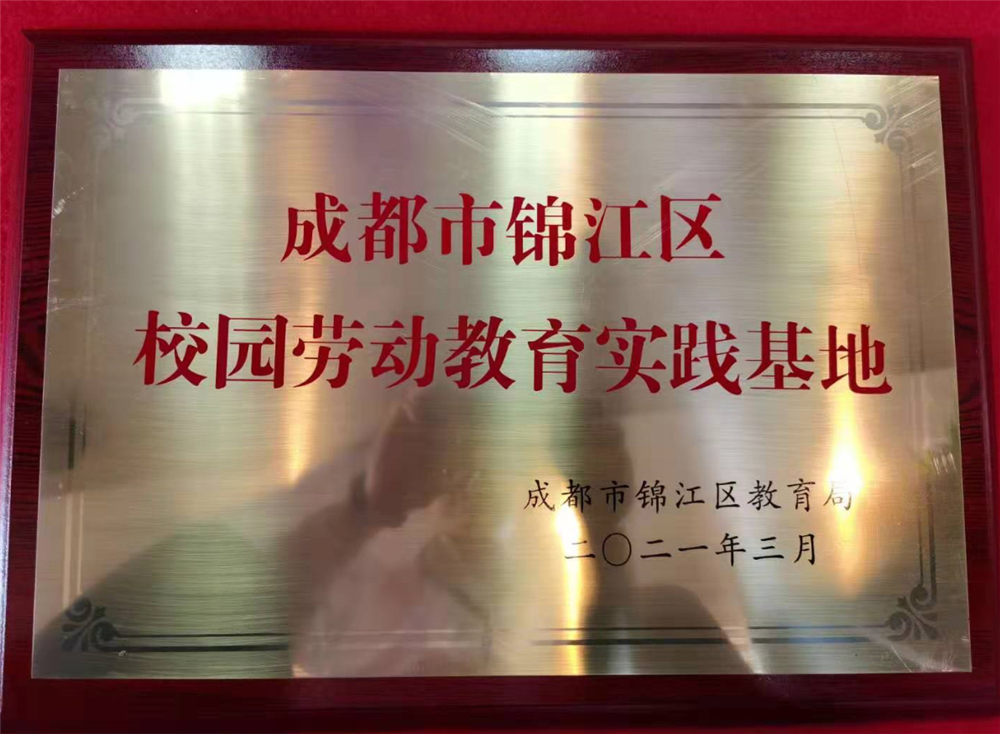 成都市锦江区
校园劳动教育实践基地
成都市锦江区教育局
二〇二一年三月